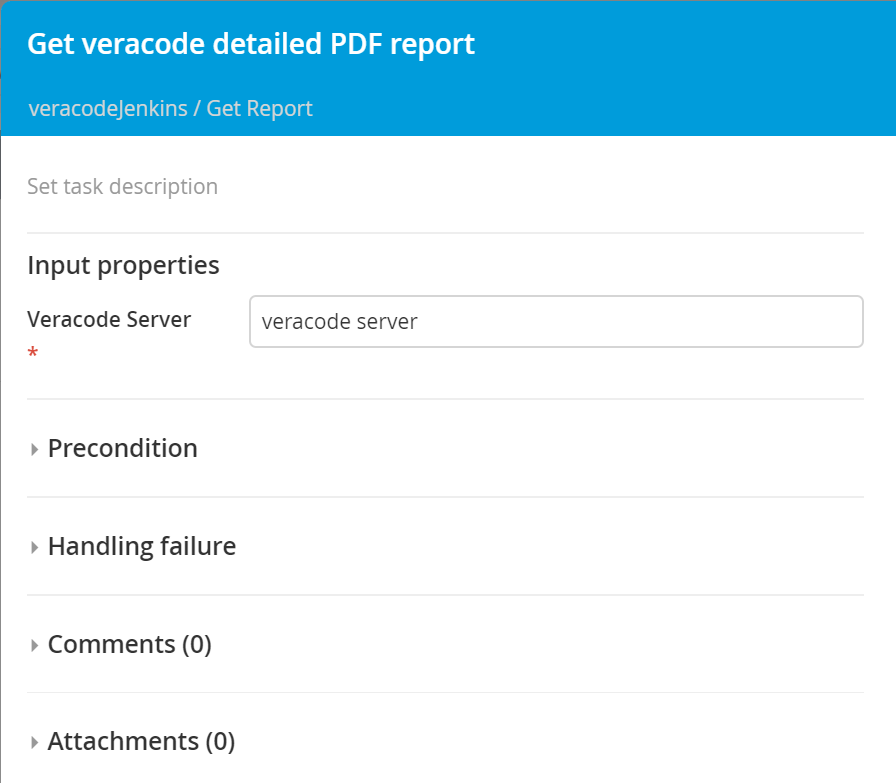 Get veracode detailed PDF report
veracodeJenkins / Get Report
Set task description
Input properties
Veracode Server
*
veracode server
Precondition
Handling failure
Comments (0)
Attachments (0)